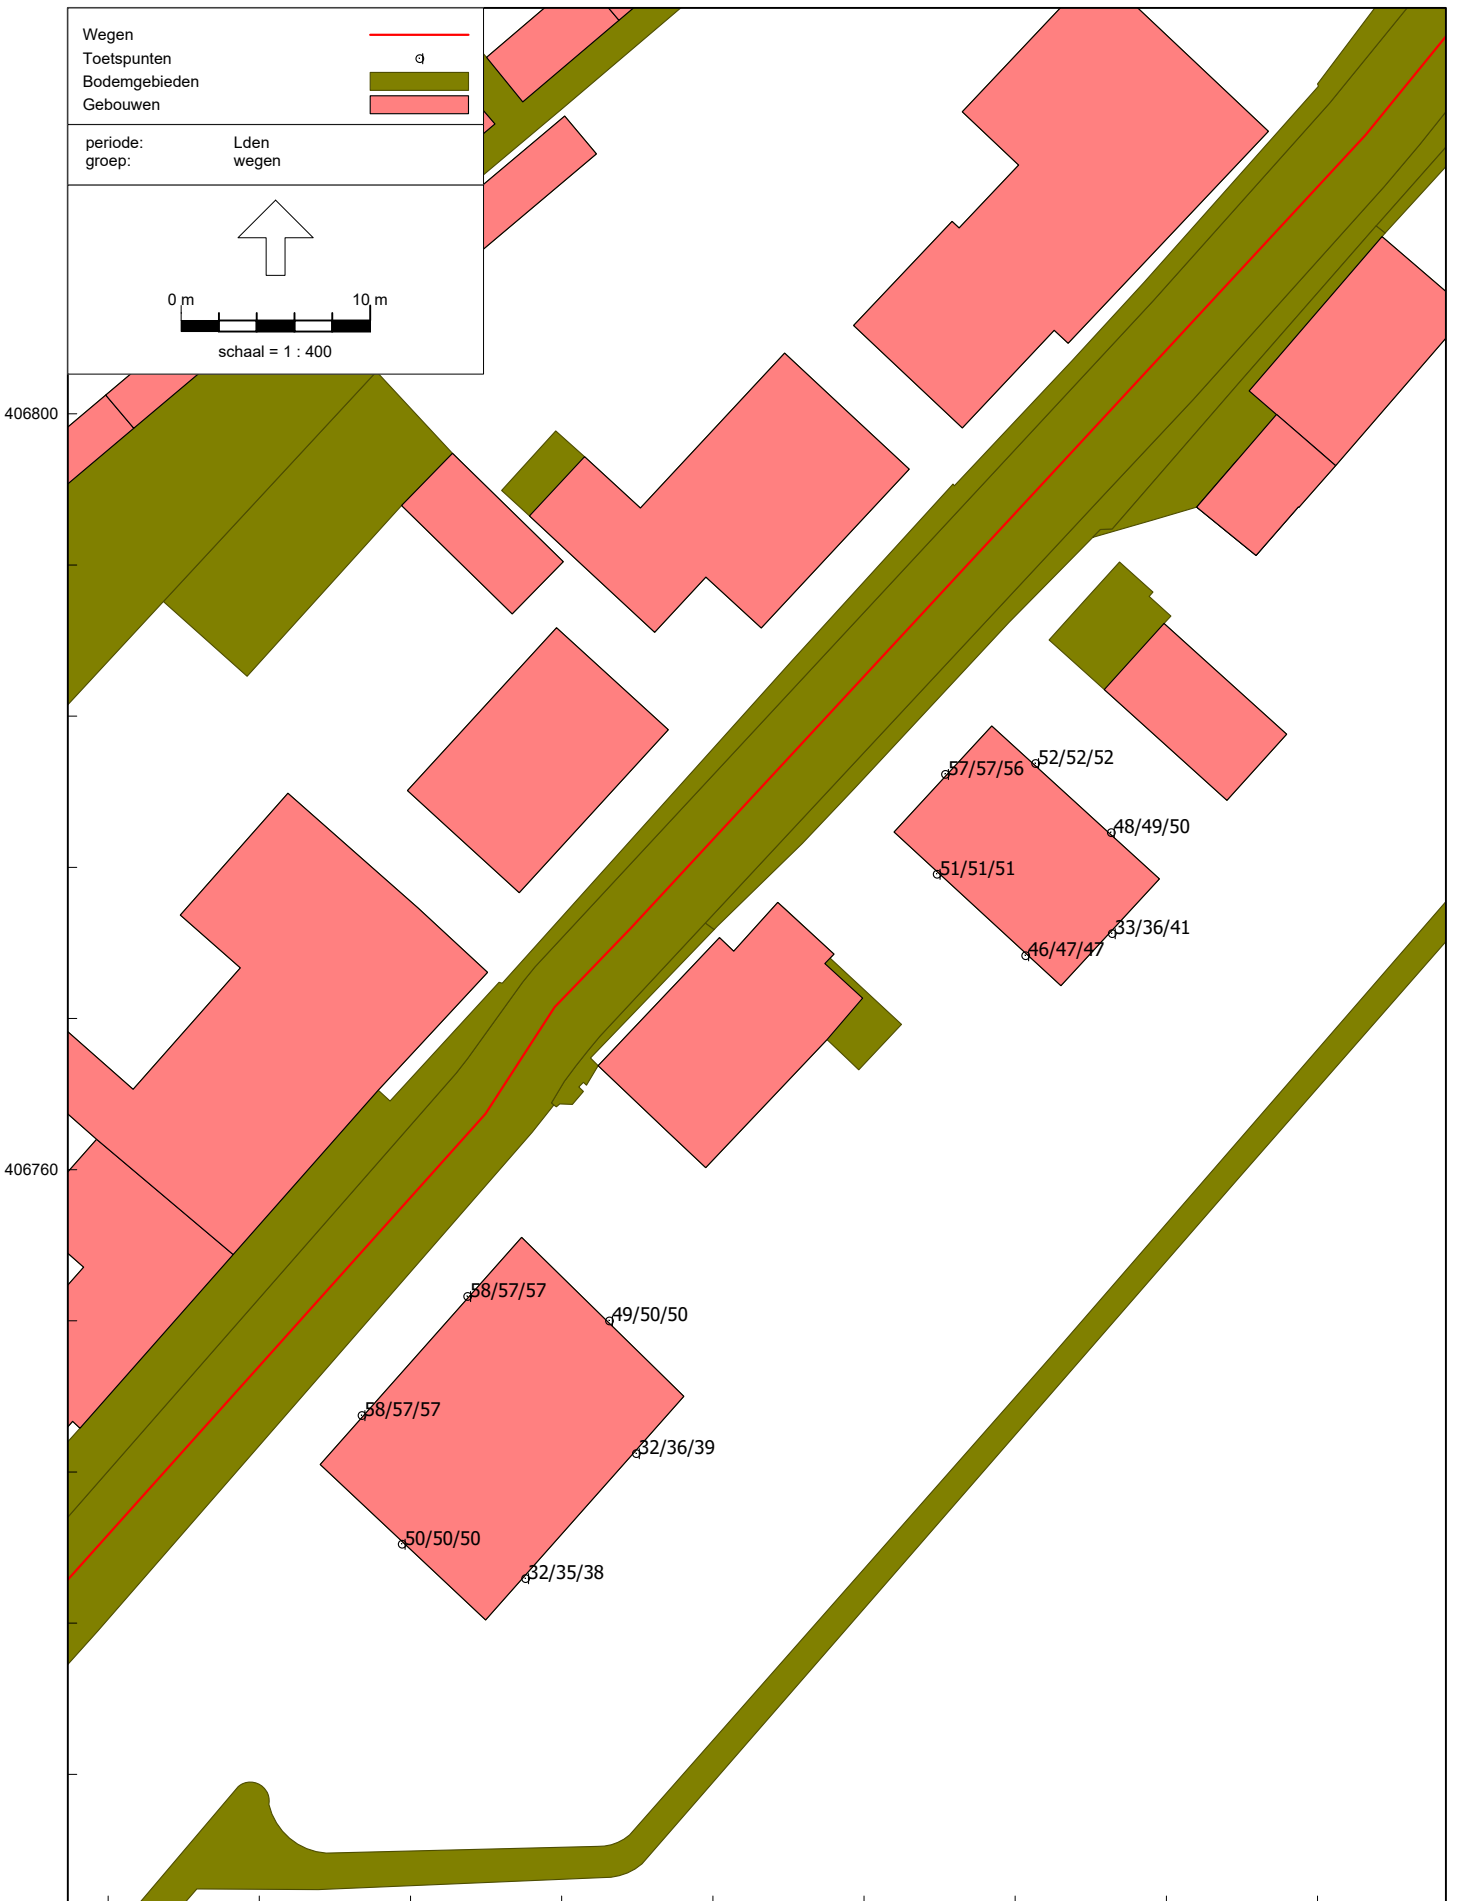 Wegen
Toetspunten
Bodemgebieden
Gebouwen
periode: Lden
groep: wegen
0 m 10 m
schaal = 1 : 400
406800
52/52/52
57/57/56
48/49/50
51/51/51
33/36/41
46/47/47
406760
58/57/57
49/50/50
58/57/57
32/36/39
50/50/50
32/35/38